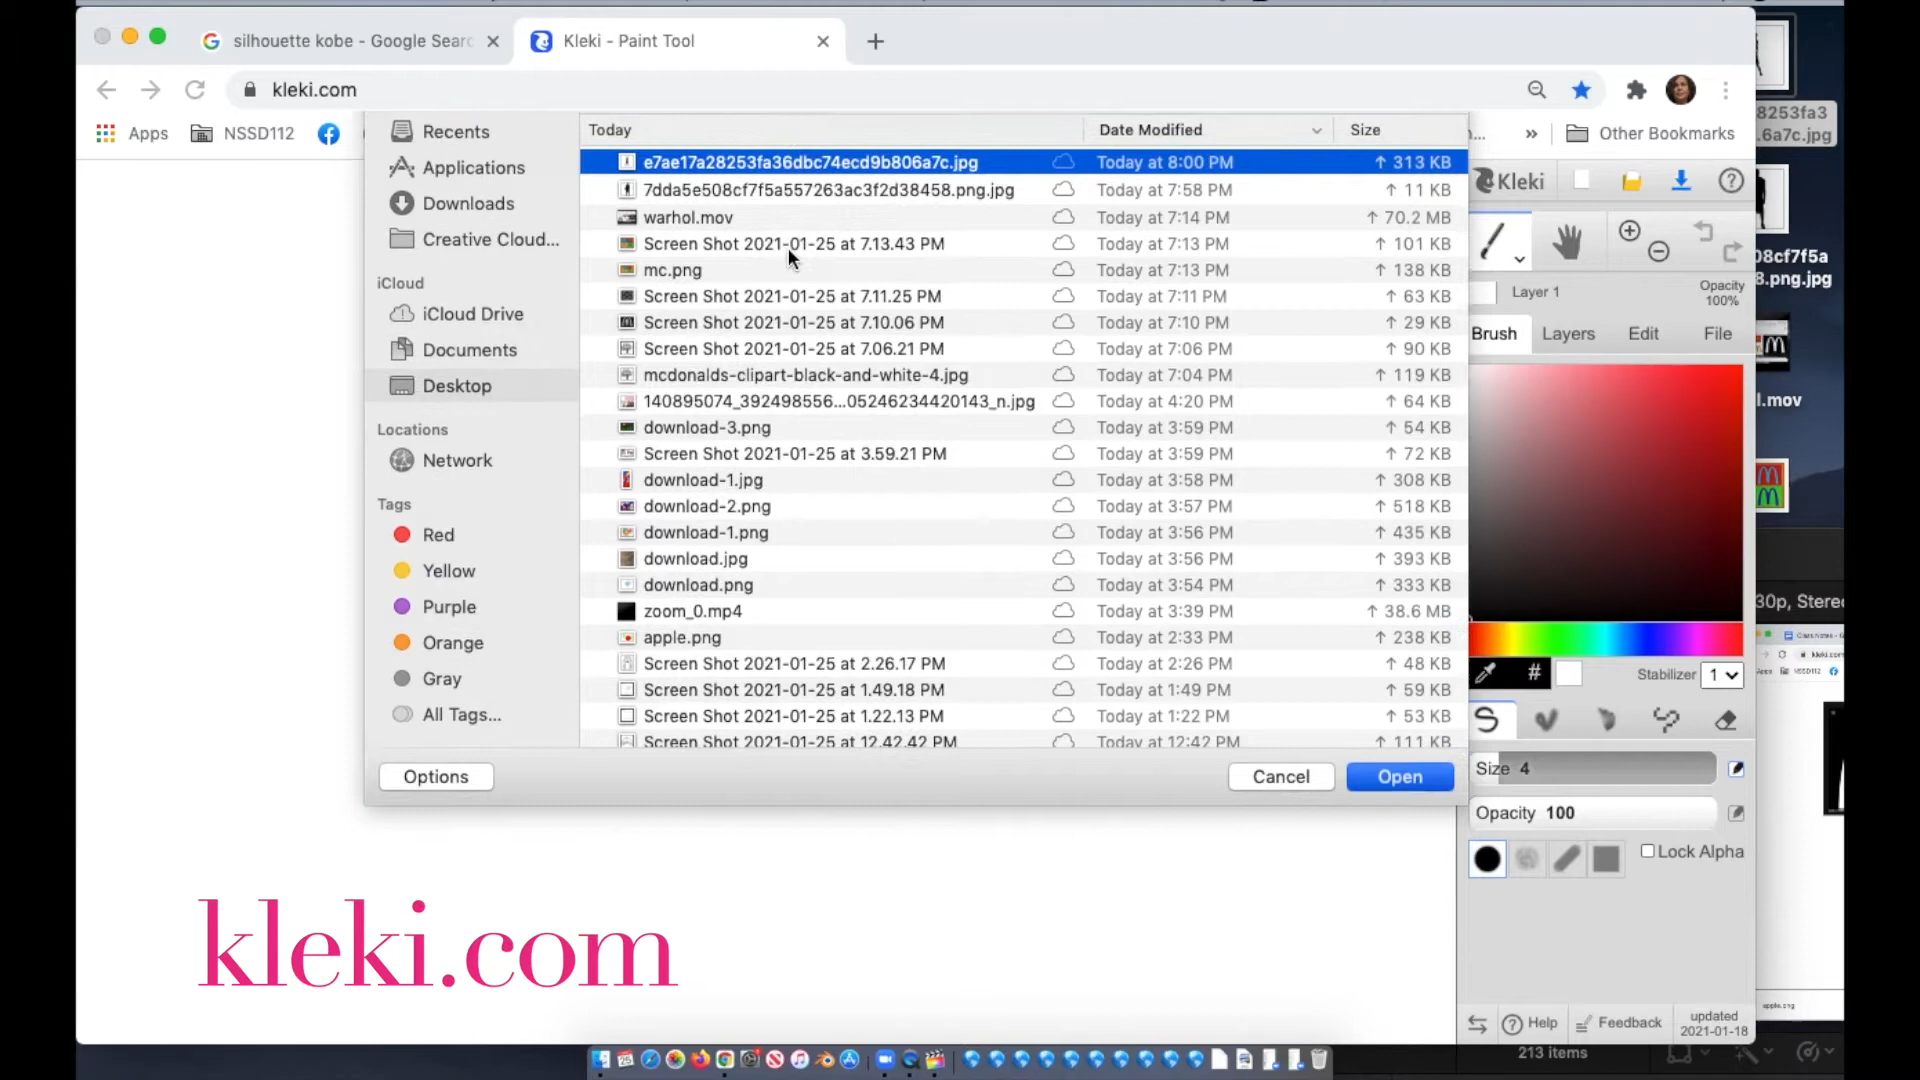 silhouette kobe - Google Searc
Kleki - Paint Tool
kleki.com
Apps
NSSD112
Other Bookmarks
Recents
Applications
Downloads
Creative Cloud...
iCloud
iCloud Drive
Documents
Desktop
Locations
Network
Tags
Red
Yellow
Purple
Orange
Gray
All Tags...
Today Date Modified Size
e7ae17a28253fa36dbc74ecd9b806a7c.jpg Today at 8:00 PM ↑ 313 KB
7dda5e508cf7f5a557263ac3f2d38458.png.jpg Today at 7:58 PM ↑ 11 KB
warhol.mov Today at 7:14 PM ↑ 70.2 MB
Screen Shot 2021-01-25 at 7.13.43 PM Today at 7:13 PM ↑ 101 KB
mc.png Today at 7:13 PM ↑ 138 KB
Screen Shot 2021-01-25 at 7.11.25 PM Today at 7:11 PM ↑ 63 KB
Screen Shot 2021-01-25 at 7.10.06 PM Today at 7:10 PM ↑ 29 KB
Screen Shot 2021-01-25 at 7.06.21 PM Today at 7:06 PM ↑ 90 KB
mcdonalds-clipart-black-and-white-4.jpg Today at 7:04 PM ↑ 119 KB
140895074_392498556...05246234420143_n.jpg Today at 4:20 PM ↑ 64 KB
download-3.png Today at 3:59 PM ↑ 54 KB
Screen Shot 2021-01-25 at 3.59.21 PM Today at 3:59 PM ↑ 72 KB
download-1.jpg Today at 3:58 PM ↑ 308 KB
download-2.png Today at 3:57 PM ↑ 518 KB
download-1.png Today at 3:56 PM ↑ 435 KB
download.jpg Today at 3:56 PM ↑ 393 KB
download.png Today at 3:54 PM ↑ 333 KB
zoom_0.mp4 Today at 3:39 PM ↑ 38.6 MB
apple.png Today at 2:33 PM ↑ 238 KB
Screen Shot 2021-01-25 at 2.26.17 PM Today at 2:26 PM ↑ 48 KB
Screen Shot 2021-01-25 at 1.49.18 PM Today at 1:49 PM ↑ 59 KB
Screen Shot 2021-01-25 at 1.22.13 PM Today at 1:22 PM ↑ 53 KB
Screen Shot 2021-01-25 at 12.42.42 PM Today at 12:42 PM ↑ 111 KB
Options
Cancel
Open
Kleki
Layer 1
Opacity
100%
Brush Layers Edit File
# Stabilizer 1
Size 4
Opacity 100
Lock Alpha
Help Feedback
updated
2021-01-18
8253fa3
.6a7c.jpg
08cf7f5a
8.png.jpg
l.mov
30p, Stereo
kleki.com
NSSD112
apple.png
213 items
kleki.com